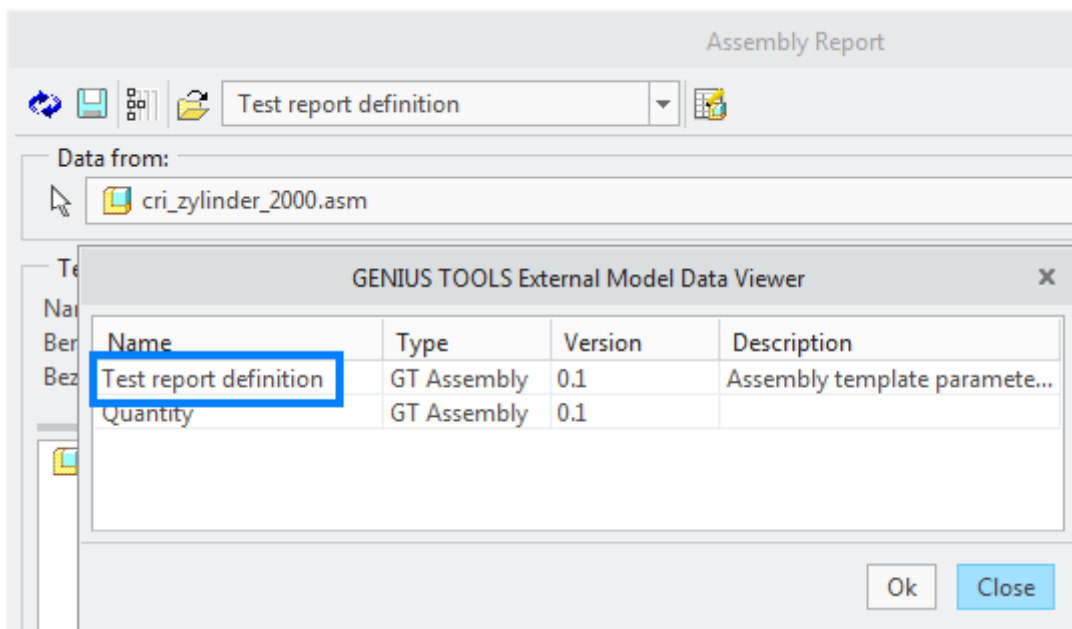 Assembly Report
Test report definition
Data from:
cri_zylinder_2000.asm
GENIUS TOOLS External Model Data Viewer
Name Type Version Description
Test report definition GT Assembly 0.1 Assembly template paramete...
Quantity GT Assembly 0.1
Ok Close